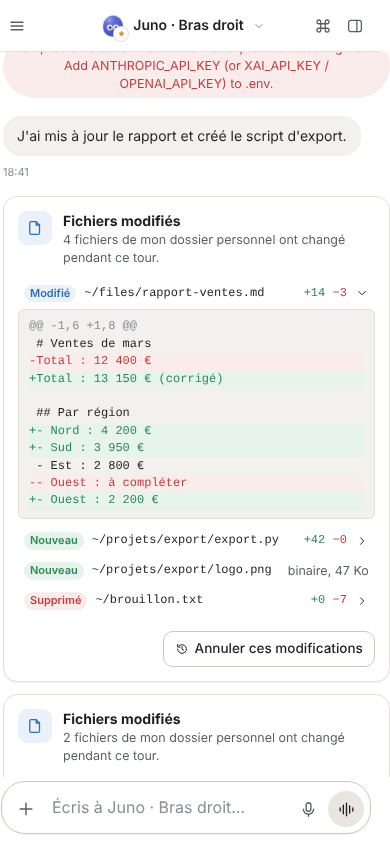 Juno · Bras droit
Add ANTHROPIC_API_KEY (or XAI_API_KEY /
OPENAI_API_KEY) to .env.
J'ai mis à jour le rapport et créé le script d'export.
18:41
Fichiers modifiés
4 fichiers de mon dossier personnel ont changé
pendant ce tour.
Modifié ~/files/rapport-ventes.md +14 −3
@@ -1,6 +1,8 @@
# Ventes de mars
-Total : 12 400 €
+Total : 13 150 € (corrigé)
## Par région
+- Nord : 4 200 €
+- Sud : 3 950 €
- Est : 2 800 €
-- Ouest : à compléter
+- Ouest : 2 200 €
Nouveau ~/projets/export/export.py +42 −0
Nouveau ~/projets/export/logo.png binaire, 47 Ko
Supprimé ~/brouillon.txt +0 −7
Annuler ces modifications
Fichiers modifiés
2 fichiers de mon dossier personnel ont changé
pendant ce tour.
Écris à Juno · Bras droit...